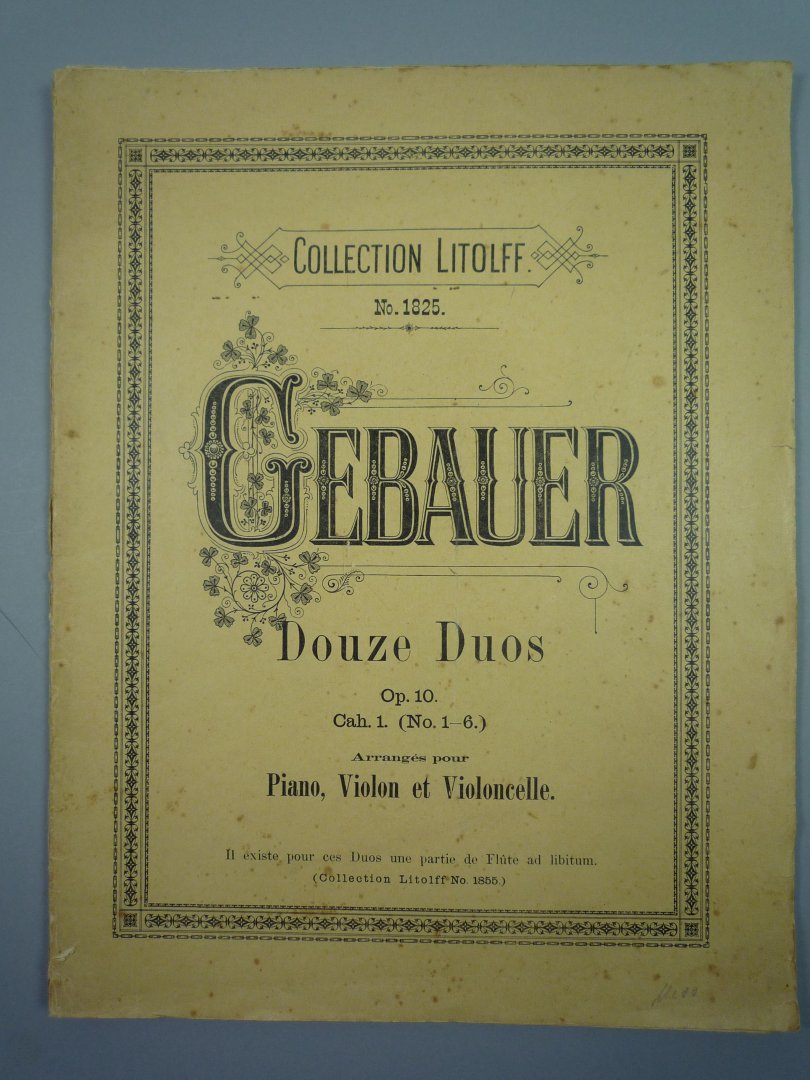 COLLECTION LITOLFF.
No. 1825.
GEBAUER
Douze Duos
Op. 10.
Cah. 1. (No. 1–6.)
Arrangés pour
Piano, Violon et Violoncelle.
Il existe pour ces Duos une partie de Flûte ad libitum.
(Collection Litolff No. 1855.)